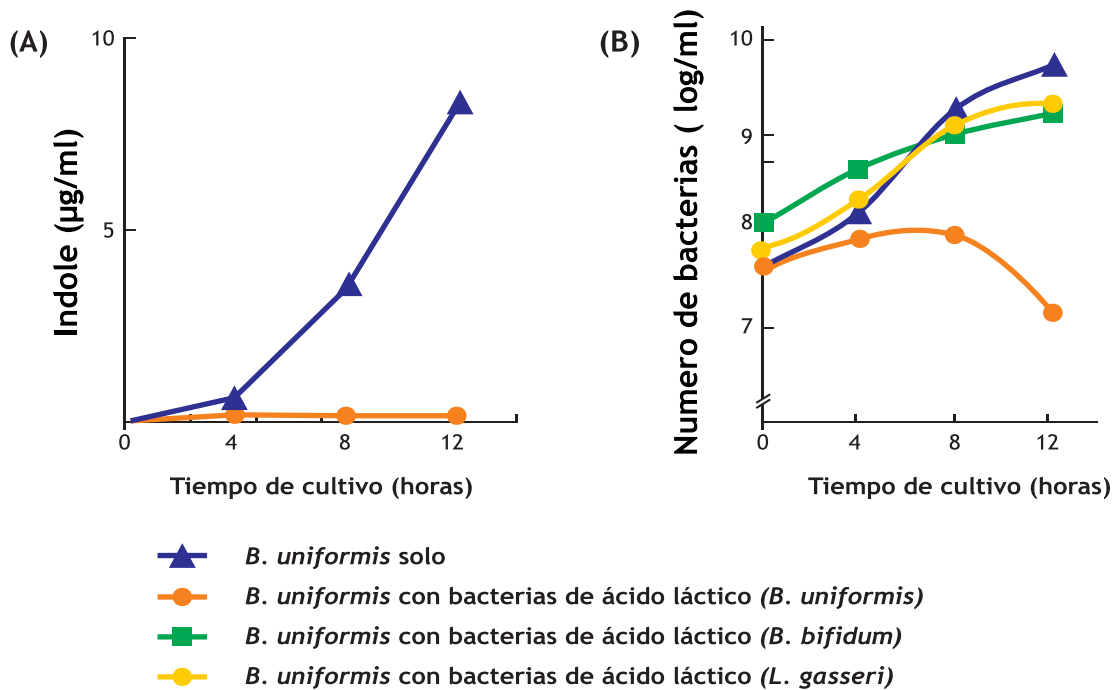 (A)
10
5
Indole (µg/ml)
0
4
8
12
Tiempo de cultivo (horas)
(B)
10
9
8
7
Numero de bacterias ( log/ml)
0
4
8
12
Tiempo de cultivo (horas)
B. uniformis solo
B. uniformis con bacterias de ácido láctico (B. uniformis)
B. uniformis con bacterias de ácido láctico (B. bifidum)
B. uniformis con bacterias de ácido láctico (L. gasseri)